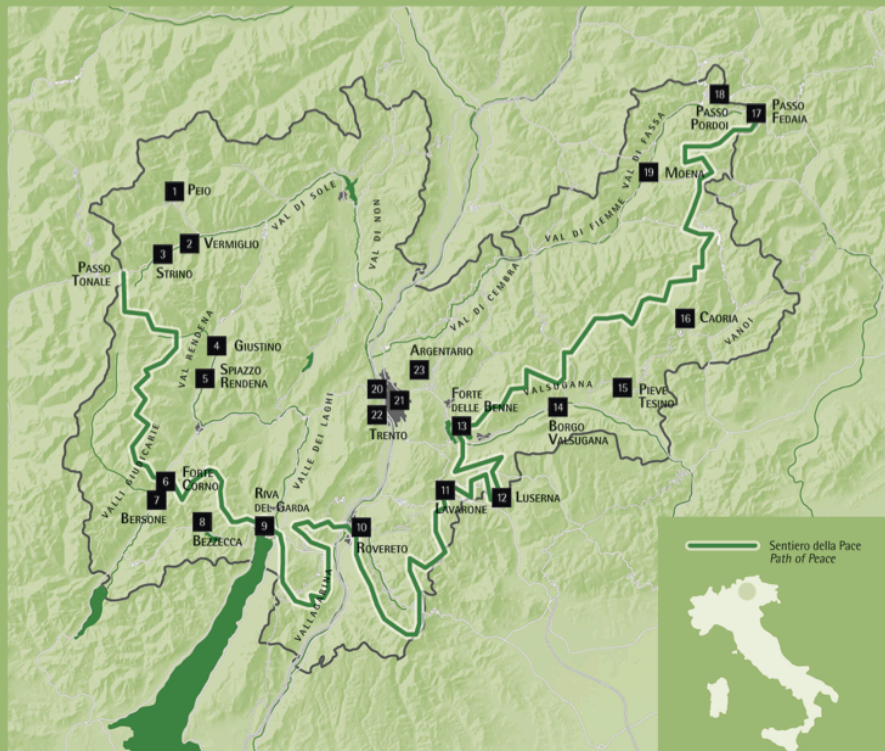 18
PASSO
PORDOI
17
PASSO
FEDAIA
19
MOENA
VAL DI FASSA
VAL DI FIEMME
VAL DI CEMBRA
VAL DI NON
VAL DI SOLE
1
PEIO
2
VERMIGLIO
3
STRINO
PASSO
TONALE
4
GIUSTINO
VAL RENDENA
5
SPIAZZO
RENDENA
16
CAORIA
VANOI
ARGENTARIO
23
20
21
22
TRENTO
VALLE DEI LAGHI
FORTE
DELLE BENNE
13
VALSUGANA
14
BORGO
VALSUGANA
15
PIEVE
TESINO
VALLI GIUDICARIE
6
FORTE
CORNO
7
BERSONE
8
BEZZECCA
RIVA
DEL GARDA
9
10
ROVERETO
VALLAGARINA
11
LAVARONE
12
LUSERNA
Sentiero della Pace
Path of Peace